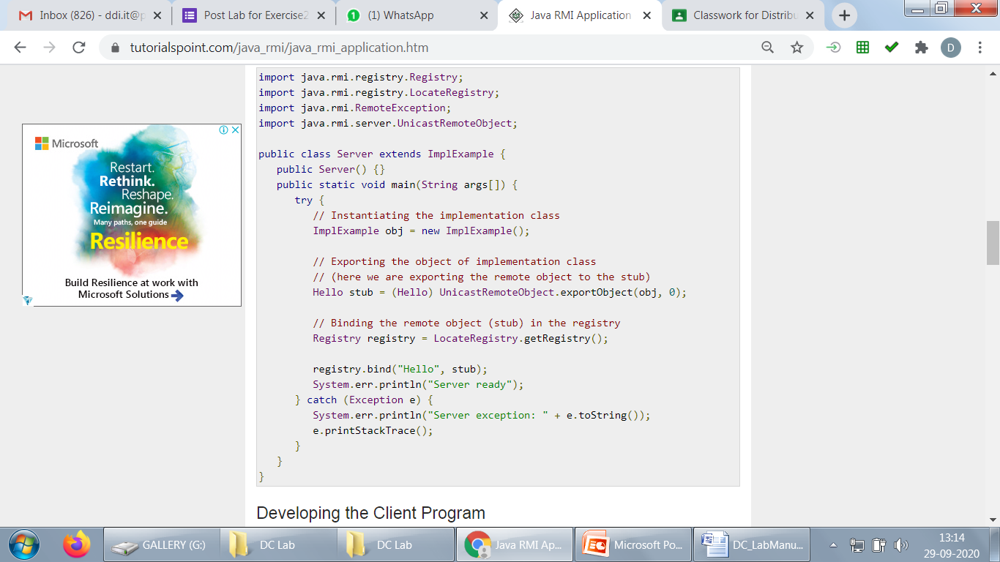 Inbox (826) - ddi.it@p
Post Lab for Exercise2
(1) WhatsApp
Java RMI Application
Classwork for Distribu
tutorialspoint.com/java_rmi/java_rmi_application.htm
D
import java.rmi.registry.Registry;
import java.rmi.registry.LocateRegistry;
import java.rmi.RemoteException;
import java.rmi.server.UnicastRemoteObject;
public class Server extends ImplExample {
public Server() {}
public static void main(String args[]) {
try {
// Instantiating the implementation class
ImplExample obj = new ImplExample();
// Exporting the object of implementation class
// (here we are exporting the remote object to the stub)
Hello stub = (Hello) UnicastRemoteObject.exportObject(obj, 0);
// Binding the remote object (stub) in the registry
Registry registry = LocateRegistry.getRegistry();
registry.bind("Hello", stub);
System.err.println("Server ready");
} catch (Exception e) {
System.err.println("Server exception: " + e.toString());
e.printStackTrace();
}
}
}
Microsoft
Restart.
Rethink.
Reshape.
Reimagine.
Many paths, one guide
Resilience
Build Resilience at work with
Microsoft Solutions
Developing the Client Program
GALLERY (G:)
DC Lab
DC Lab
Java RMI Ap...
Microsoft Po...
DC_LabManu...
13:14
29-09-2020